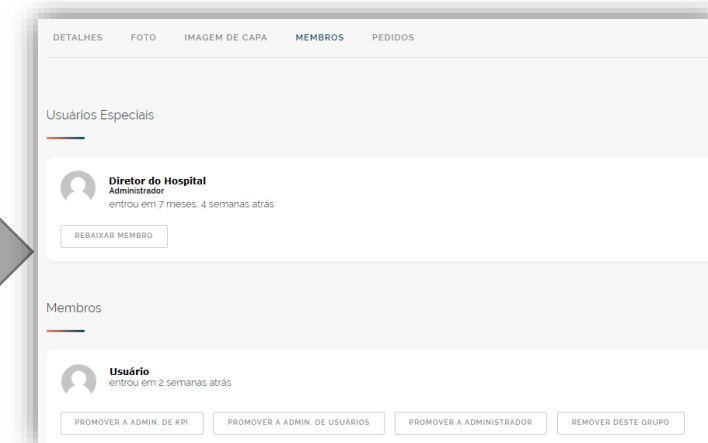 DETALHES FOTO IMAGEM DE CAPA MEMBROS PEDIDOS
Usuários Especiais
Diretor do Hospital
Administrador
entrou em 7 meses, 4 semanas atrás
REBAIXAR MEMBRO
Membros
Usuário
entrou em 2 semanas atrás
PROMOVER A ADMIN. DE KPI PROMOVER A ADMIN. DE USUÁRIOS PROMOVER A ADMINISTRADOR REMOVER DESTE GRUPO